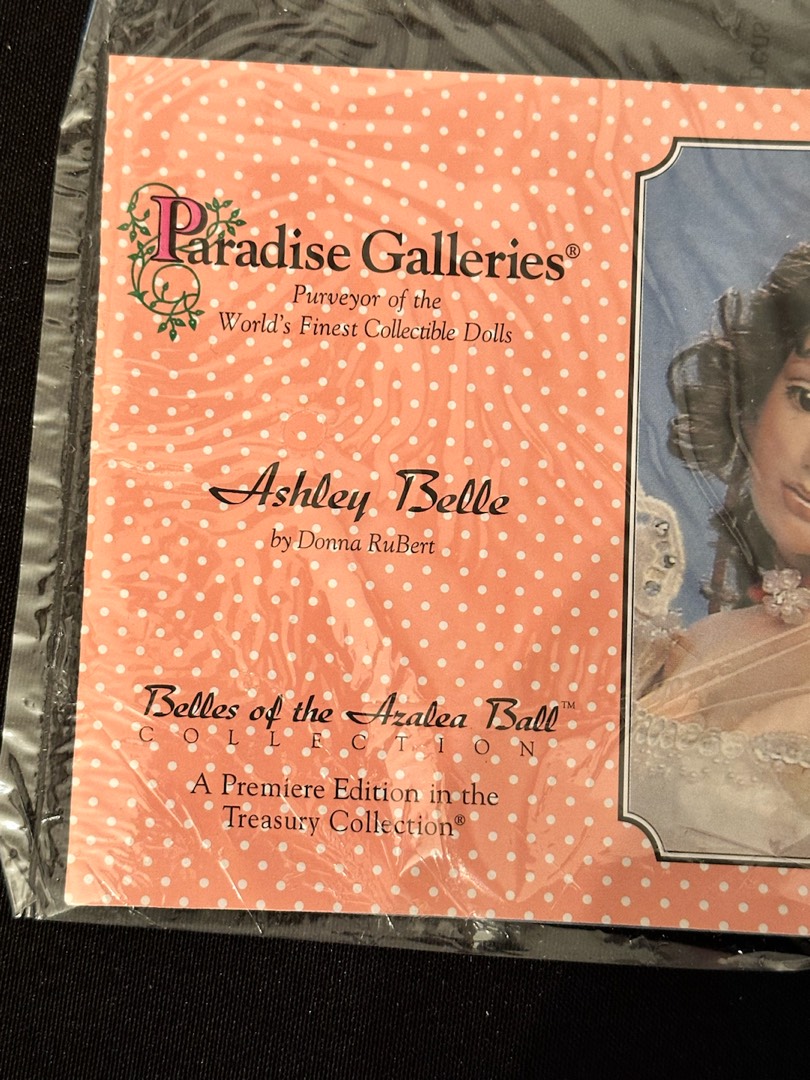 Paradise Galleries®
Purveyor of the
World's Finest Collectible Dolls
Ashley Belle
by Donna RuBert
Belles of the Azalea Ball™
COLLECTION
A Premiere Edition in the
Treasury Collection®